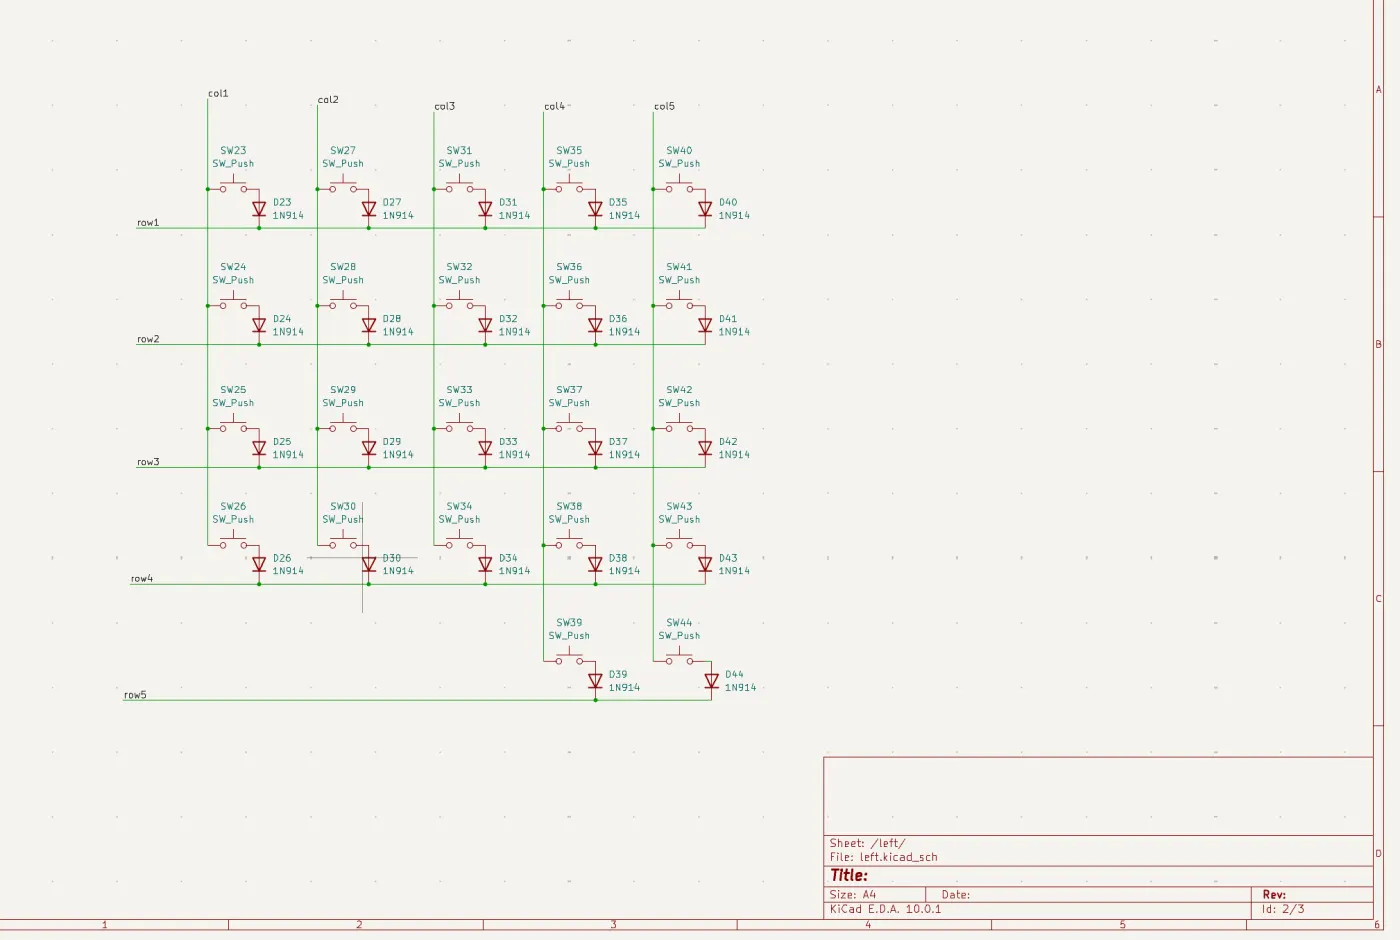 col1
col2
col3
col4
col5
SW23 SW27 SW31 SW35 SW40
SW_Push SW_Push SW_Push SW_Push SW_Push
D23 D27 D31 D35 D40
1N914 1N914 1N914 1N914 1N914
row1
SW24 SW28 SW32 SW36 SW41
SW_Push SW_Push SW_Push SW_Push SW_Push
D24 D28 D32 D36 D41
1N914 1N914 1N914 1N914 1N914
row2
SW25 SW29 SW33 SW37 SW42
SW_Push SW_Push SW_Push SW_Push SW_Push
D25 D29 D33 D37 D42
1N914 1N914 1N914 1N914 1N914
row3
SW26 SW30 SW34 SW38 SW43
SW_Push SW_Push SW_Push SW_Push SW_Push
D26 D30 D34 D38 D43
1N914 1N914 1N914 1N914 1N914
row4
SW39 SW44
SW_Push SW_Push
D39 D44
1N914 1N914
row5
A
B
C
D
Sheet: /left/
File: left.kicad_sch
Title:
Size: A4 Date: Rev:
KiCad E.D.A. 10.0.1 Id: 2/3
1 2 3 4 5 6